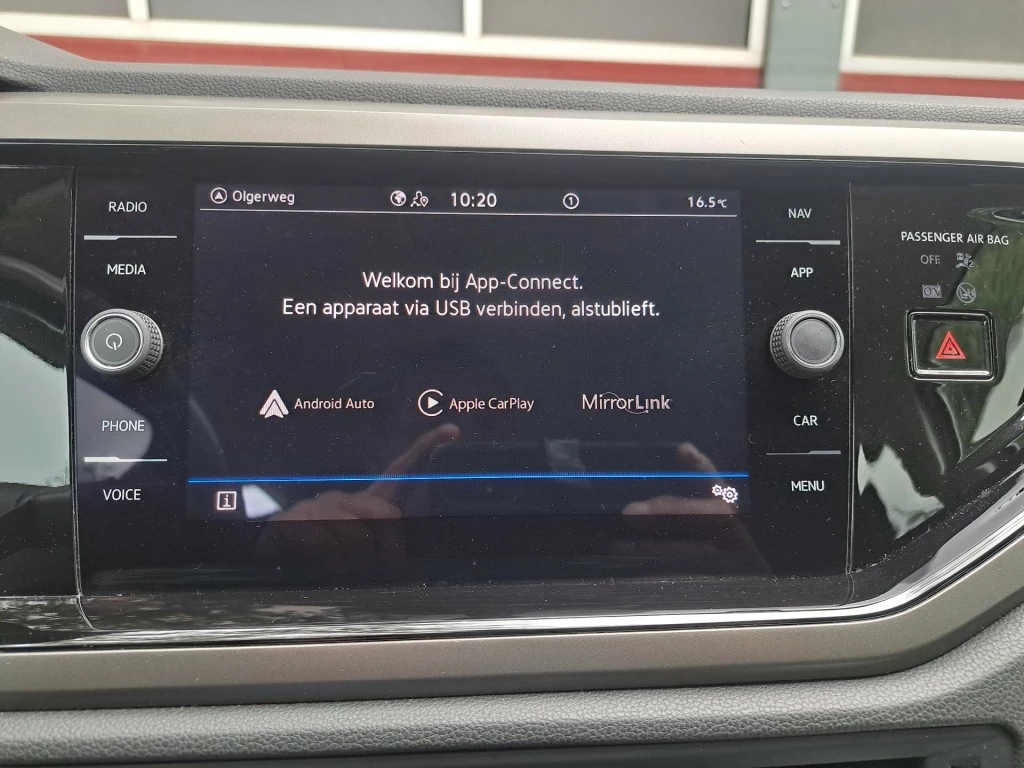 RADIO
MEDIA
PHONE
VOICE
Olgerweg
10:20
1
16.5°C
Welkom bij App-Connect.
Een apparaat via USB verbinden, alstublieft.
Android Auto
Apple CarPlay
MirrorLink
i
NAV
APP
CAR
MENU
PASSENGER AIR BAG
OFF
ON